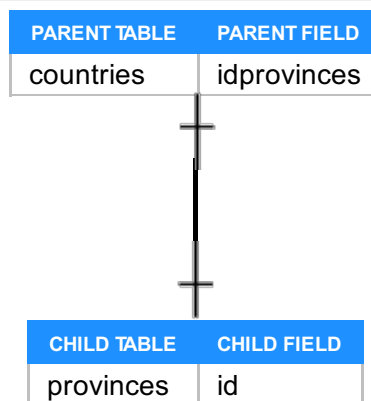 PARENT TABLE PARENT FIELD
countries idprovinces
CHILD TABLE CHILD FIELD
provinces id